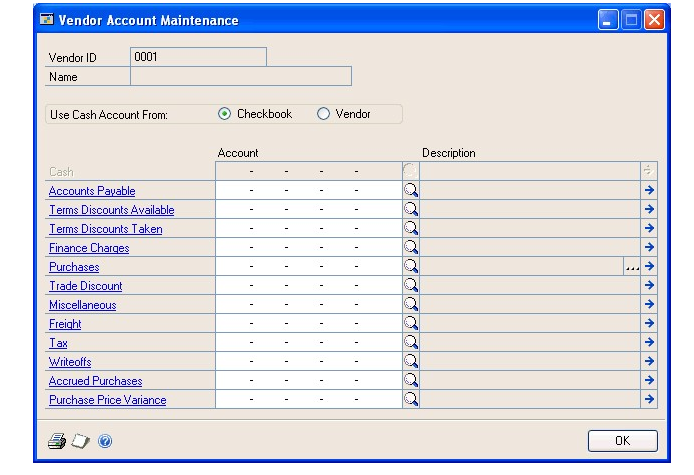 Vendor Account Maintenance
Vendor ID 0001
Name
Use Cash Account From: Checkbook Vendor
Account Description
Cash - - - -
Accounts Payable - - - -
Terms Discounts Available - - - -
Terms Discounts Taken - - - -
Finance Charges - - - -
Purchases - - - - ...
Trade Discount - - - -
Miscellaneous - - - -
Freight - - - -
Tax - - - -
Writeoffs - - - -
Accrued Purchases - - - -
Purchase Price Variance - - - -
OK